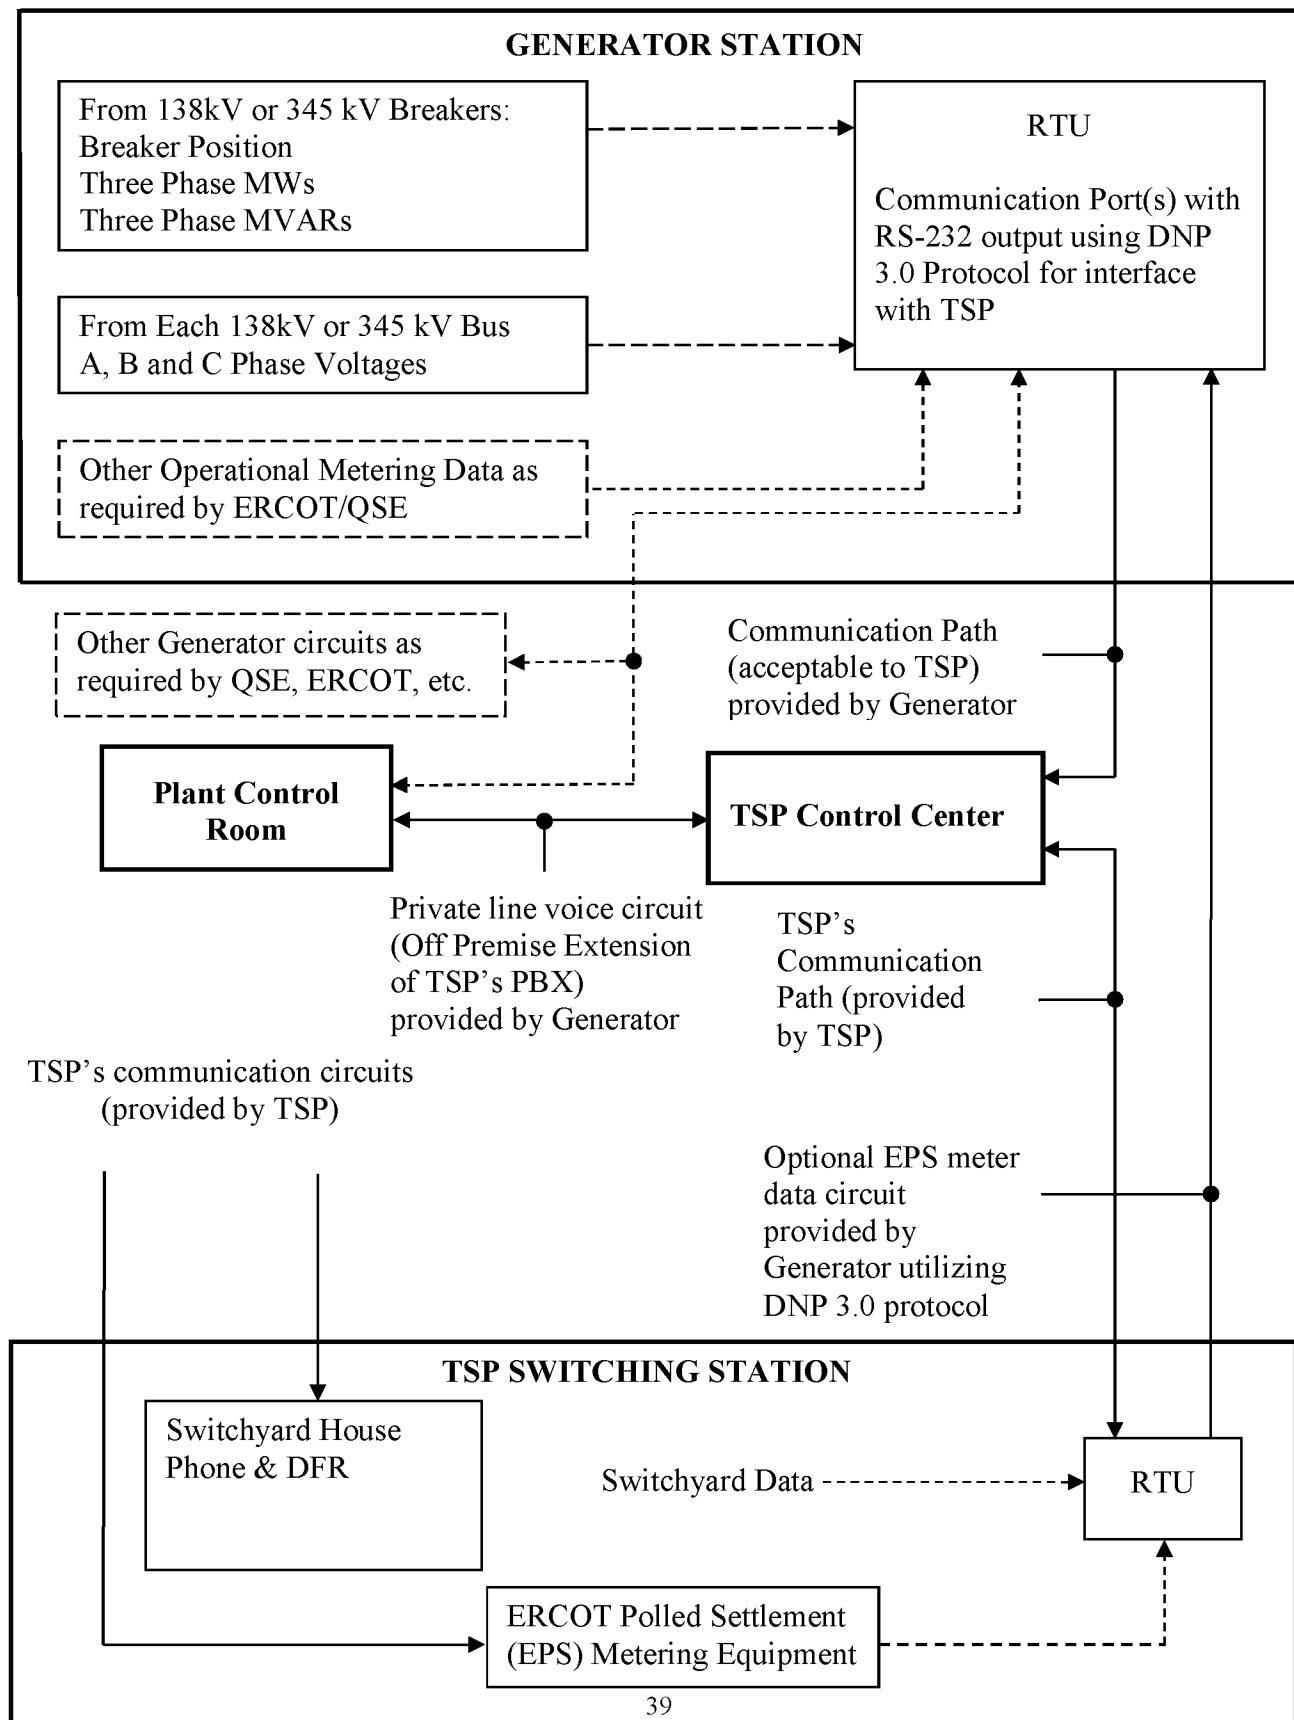 GENERATOR STATION
From 138kV or 345 kV Breakers:
Breaker Position
Three Phase MWs
Three Phase MVARs
RTU
Communication Port(s) with
RS-232 output using DNP
3.0 Protocol for interface
with TSP
From Each 138kV or 345 kV Bus
A, B and C Phase Voltages
Other Operational Metering Data as
required by ERCOT/QSE
Other Generator circuits as
required by QSE, ERCOT, etc.
Communication Path
(acceptable to TSP)
provided by Generator
Plant Control
Room
TSP Control Center
Private line voice circuit
(Off Premise Extension
of TSP’s PBX)
provided by Generator
TSP’s
Communication
Path (provided
by TSP)
TSP’s communication circuits
(provided by TSP)
Optional EPS meter
data circuit
provided by
Generator utilizing
DNP 3.0 protocol
TSP SWITCHING STATION
Switchyard House
Phone & DFR
Switchyard Data
RTU
ERCOT Polled Settlement
(EPS) Metering Equipment
39